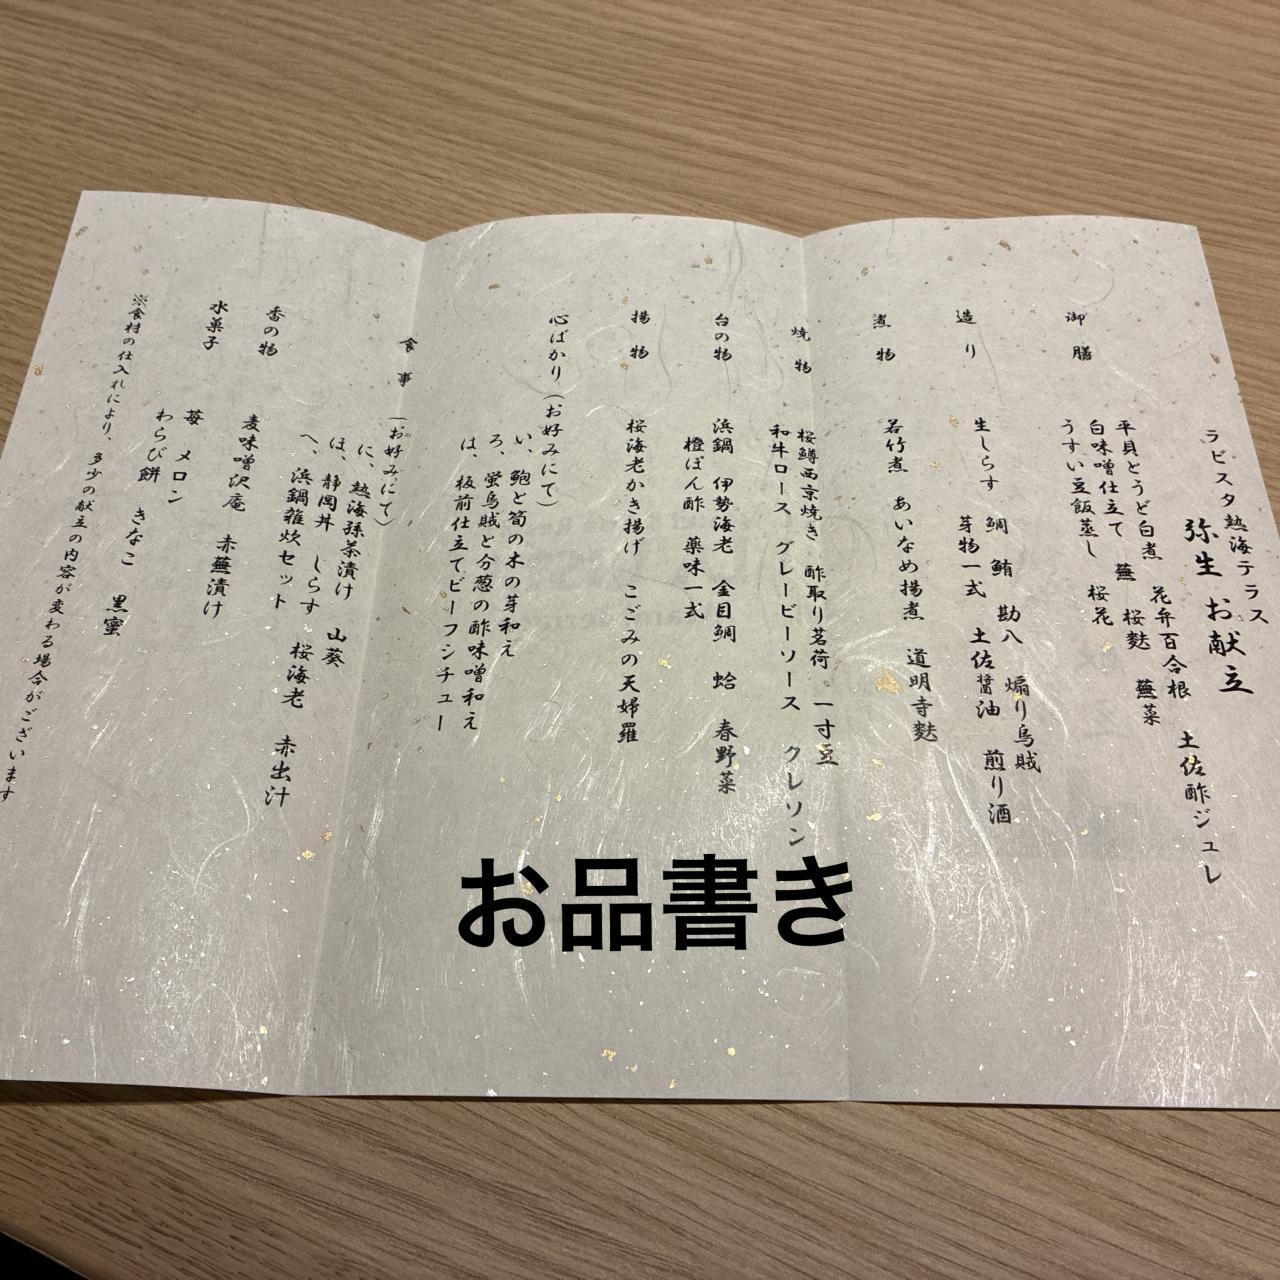 ラビスタ熱海テラス
弥生 お献立
御膳
平貝とうど白煮 花弁百合根 土佐酢ジュレ
白味噌仕立て 蕪 桜麩 蕪菜
うすい豆飯蒸し 桜花
造り
生しらす 鯛 鮪 勘八 煽り烏賊
芽物一式 土佐醤油 煎り酒
煮物
若竹煮 あいなめ揚煮 道明寺麩
焼物
桜鱒西京焼き 酢取り茗荷 一寸豆
和牛ロース グレービーソース クレソン
台の物
浜鍋 伊勢海老 金目鯛 蛤 春野菜
橙ぽん酢 薬味一式
揚物
桜海老かき揚げ こごみの天婦羅
心ばかり(お好みにて)
い、鮑と筍の木の芽和え
ろ、蛍烏賊と分葱の酢味噌和え
は、板前仕立てビーフシチュー
食事 (お好みにて)
に、熱海孫茶漬け 山葵
ほ、静岡丼 しらす 桜海老 赤出汁
へ、浜鍋雑炊セット
香の物
麦味噌沢庵 赤蕪漬け
水菓子
苺 メロン
わらび餅 きなこ 黒蜜
※食材の仕入れにより、多少の献立の内容が変わる場合がございます
お品書き